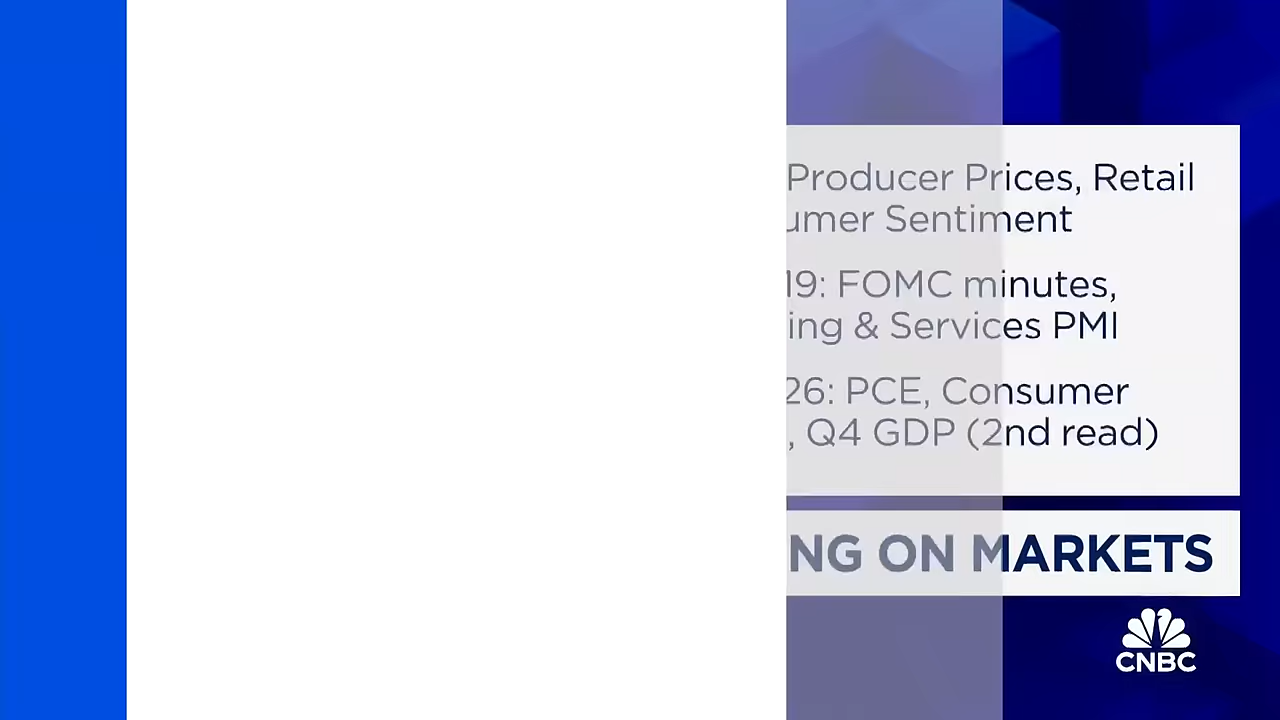 Producer Prices, Retail
umer Sentiment
19: FOMC minutes,
ing & Services PMI
26: PCE, Consumer
, Q4 GDP (2nd read)
NG ON MARKETS
CNBC